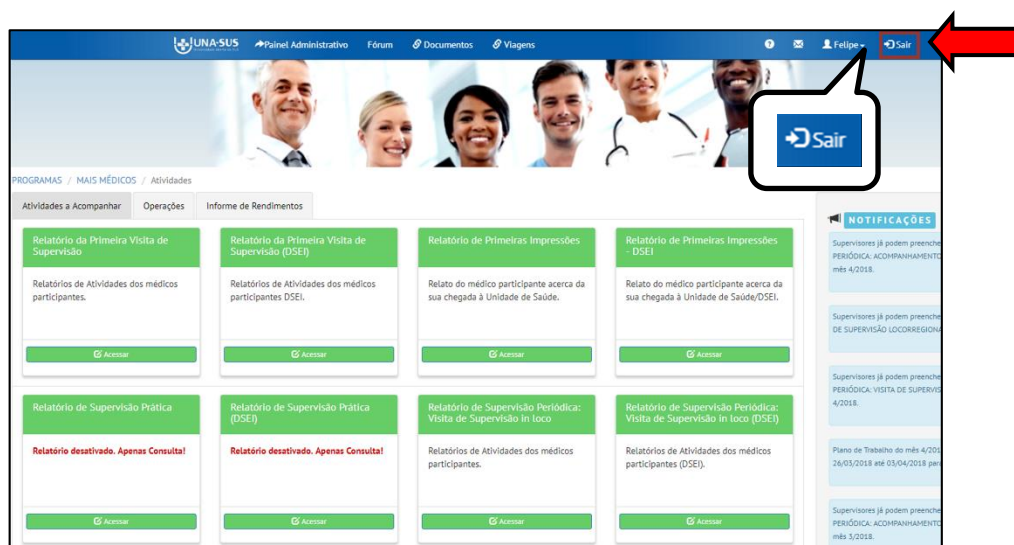 UNA-SUS Painel Administrativo Fórum Documentos Viagens Felipe Sair
Sair
PROGRAMAS / MAIS MÉDICOS / Atividades
Atividades a Acompanhar Operações Informe de Rendimentos
Relatório da Primeira Visita de
Supervisão
Relatórios de Atividades dos médicos
participantes.
Acessar
Relatório da Primeira Visita de
Supervisão (DSEI)
Relatórios de Atividades dos médicos
participantes DSEI.
Acessar
Relatório de Primeiras Impressões
Relato do médico participante acerca da
sua chegada à Unidade de Saúde.
Acessar
Relatório de Primeiras Impressões
- DSEI
Relato do médico participante acerca da
sua chegada à Unidade de Saúde/DSEI.
Acessar
Relatório de Supervisão Prática
Relatório desativado. Apenas Consulta!
Acessar
Relatório de Supervisão Prática
(DSEI)
Relatório desativado. Apenas Consulta!
Acessar
Relatório de Supervisão Periódica:
Visita de Supervisão in loco
Relatórios de Atividades dos médicos
participantes.
Acessar
Relatório de Supervisão Periódica:
Visita de Supervisão in loco (DSEI)
Relatórios de Atividades dos médicos
participantes (DSEI).
Acessar
NOTIFICAÇÕES
Supervisores já podem preenche
PERIÓDICA: ACOMPANHAMENTO
mês 4/2018.
Supervisores já podem preenche
DE SUPERVISÃO LOCORREGIONA
Supervisores já podem preenche
PERIÓDICA: VISITA DE SUPERVIS
4/2018.
Plano de Trabalho do mês 4/201
26/03/2018 até 03/04/2018 par
Supervisores já podem preenche
PERIÓDICA: ACOMPANHAMENTO
mês 3/2018.